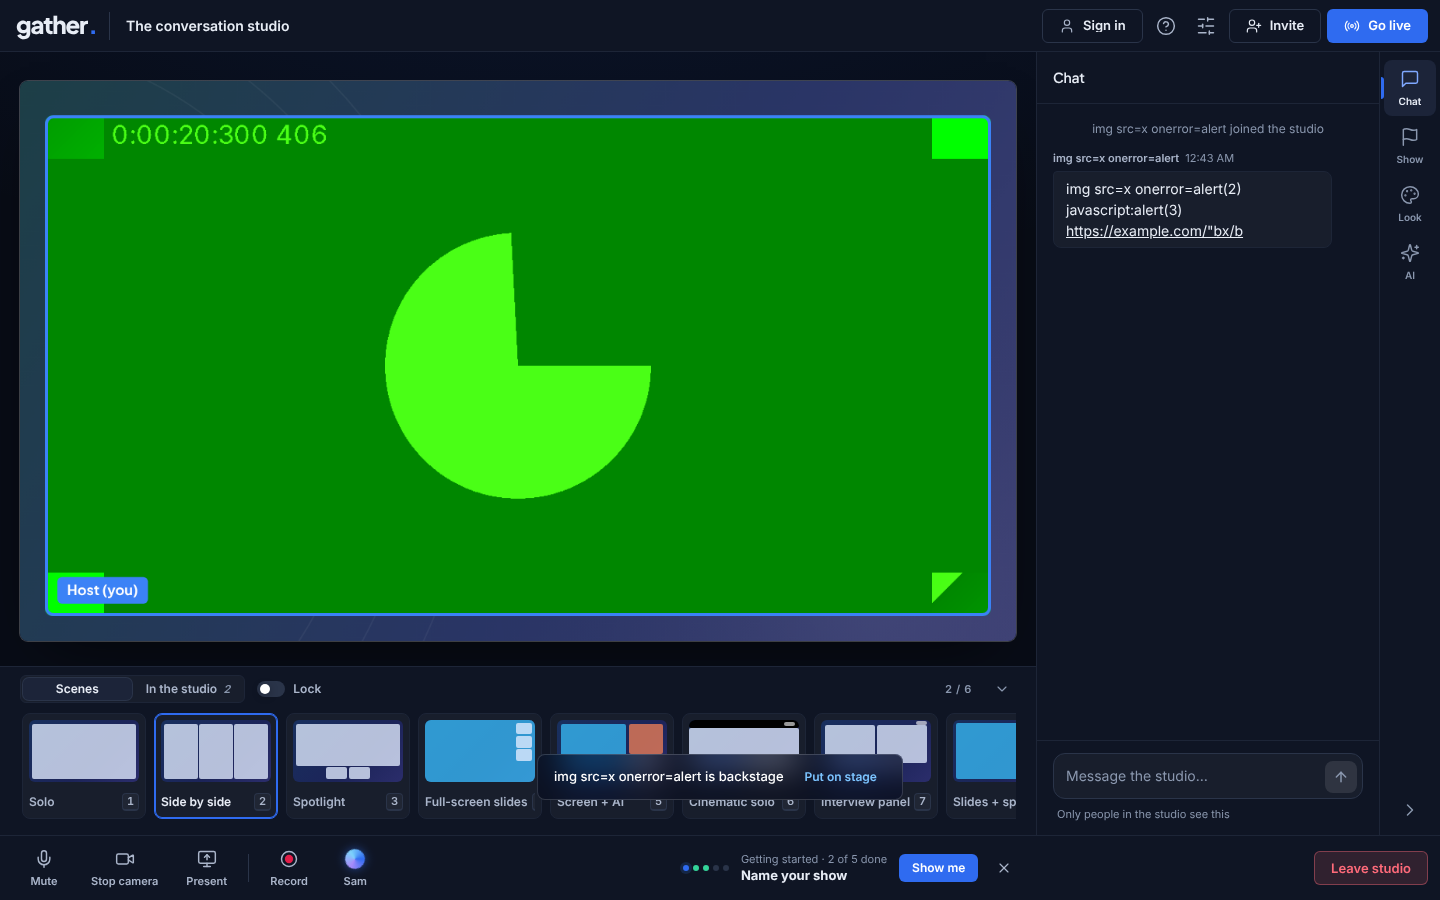 gather.
The conversation studio
Sign in
Invite
Go live
0:00:20:300 406
Host (you)
Chat
img src=x onerror=alert joined the studio
img src=x onerror=alert 12:43 AM
img src=x onerror=alert(2)
javascript:alert(3)
https://example.com/"bx/b
Chat
Show
Look
AI
Scenes
In the studio 2
Lock
2 / 6
Solo 1
Side by side 2
Spotlight 3
Full-screen slides
Screen + AI 5
Cinematic solo 6
Interview panel 7
Slides + sp
img src=x onerror=alert is backstage
Put on stage
Message the studio...
Only people in the studio see this
Mute
Stop camera
Present
Record
Sam
Getting started · 2 of 5 done
Name your show
Show me
Leave studio